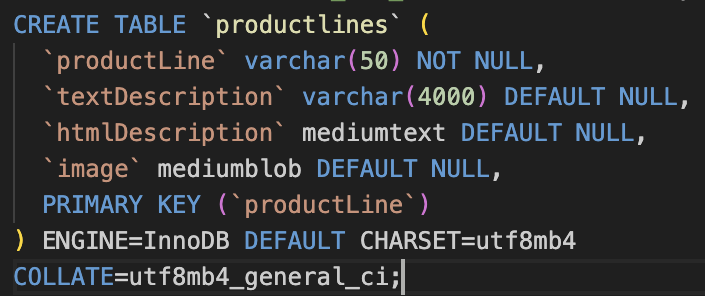 CREATE TABLE `productlines` (
  `productLine` varchar(50) NOT NULL,
  `textDescription` varchar(4000) DEFAULT NULL,
  `htmlDescription` mediumtext DEFAULT NULL,
  `image` mediumblob DEFAULT NULL,
  PRIMARY KEY (`productLine`)
) ENGINE=InnoDB DEFAULT CHARSET=utf8mb4
COLLATE=utf8mb4_general_ci;